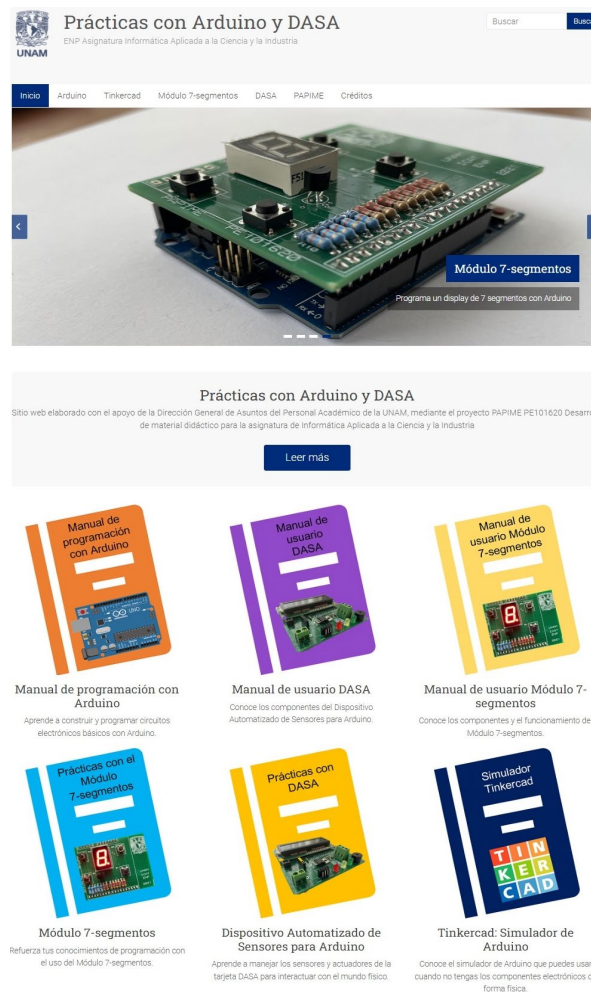 Prácticas con Arduino y DASA
ENP Asignatura Informática Aplicada a la Ciencia y la Industria
UNAM
Buscar
Inicio Arduino Tinkercad Módulo 7-segmentos DASA PAPIME Créditos
PAPIME
PE101620
Módulo 7-segmentos
Programa un display de 7 segmentos con Arduino
Prácticas con Arduino y DASA
Sitio web elaborado con el apoyo de la Dirección General de Asuntos del Personal Académico de la UNAM, mediante el proyecto PAPIME PE101620 Desarro
de material didáctico para la asignatura de Informática Aplicada a la Ciencia y la Industria
Leer más
Manual de
programación
con Arduino
UNO
Manual de
usuario
DASA
Manual de
usuario Módulo
7-segmentos
Manual de programación con
Arduino
Aprende a construir y programar circuitos
electrónicos básicos con Arduino.
Manual de usuario DASA
Conoce los componentes del Dispositivo
Automatizado de Sensores para Arduino.
Manual de usuario Módulo 7-
segmentos
Conoce los componentes y el funcionamiento de
Módulo 7-segmentos.
Prácticas con el
Módulo
7-segmentos
Prácticas con
DASA
Simulador
Tinkercad
TIN
KER
CAD
Módulo 7-segmentos
Refuerza tus conocimientos de programación con
el uso del Módulo 7-segmentos.
Dispositivo Automatizado de
Sensores para Arduino
Aprende a manejar los sensores y actuadores de la
tarjeta DASA para interactuar con el mundo físico.
Tinkercad: Simulador de
Arduino
Conoce el simulador de Arduino que puedes usar
cuando no tengas los componentes electrónicos
forma física.